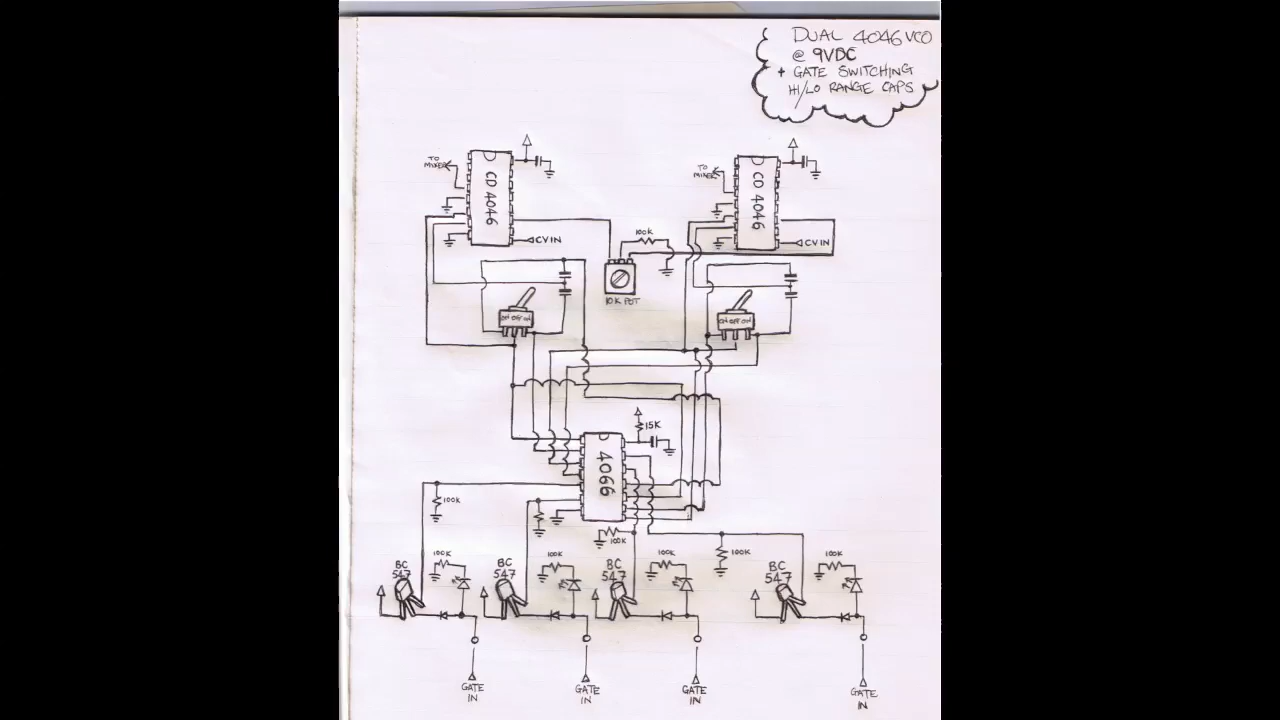 DUAL 4046 VCO
@ 9VDC
+ GATE SWITCHING
HI/LO RANGE CAPS
TO
MIXER
CD 4046
CV IN
TO
MIXER
CD 4046
CV IN
100K
10K POT
ON OFF ON
ON OFF ON
15K
4066
100K
100K
100K
BC
547
100K
BC
547
100K
BC
547
100K
BC
547
100K
GATE
IN
GATE
IN
GATE
IN
GATE
IN